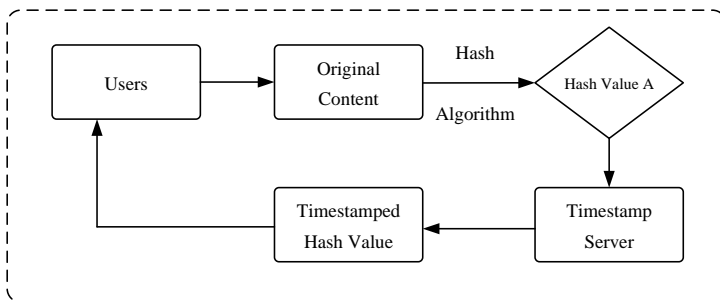 Users
Original
Content
Hash
Algorithm
Hash Value A
Timestamped
Hash Value
Timestamp
Server